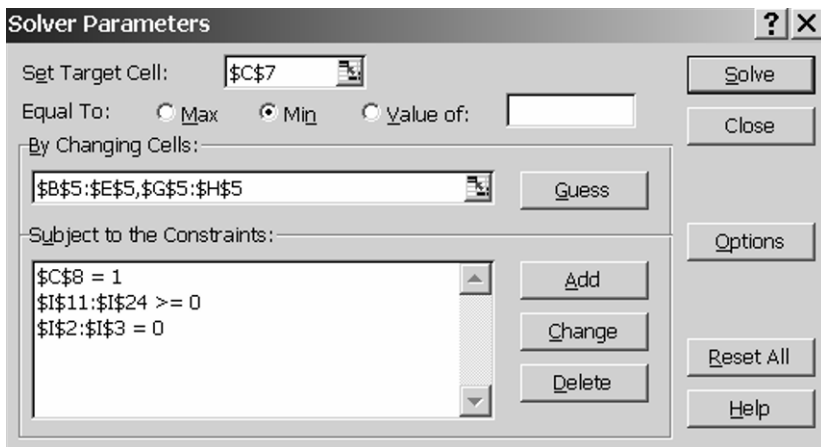 Solver Parameters
Set Target Cell: $C$7 Solve
Equal To: Max Min Value of: Close
By Changing Cells:
$B$5:$E$5,$G$5:$H$5 Guess
Subject to the Constraints: Options
$C$8 = 1 Add
$I$11:$I$24 >= 0
$I$2:$I$3 = 0 Change
Reset All
Delete
Help